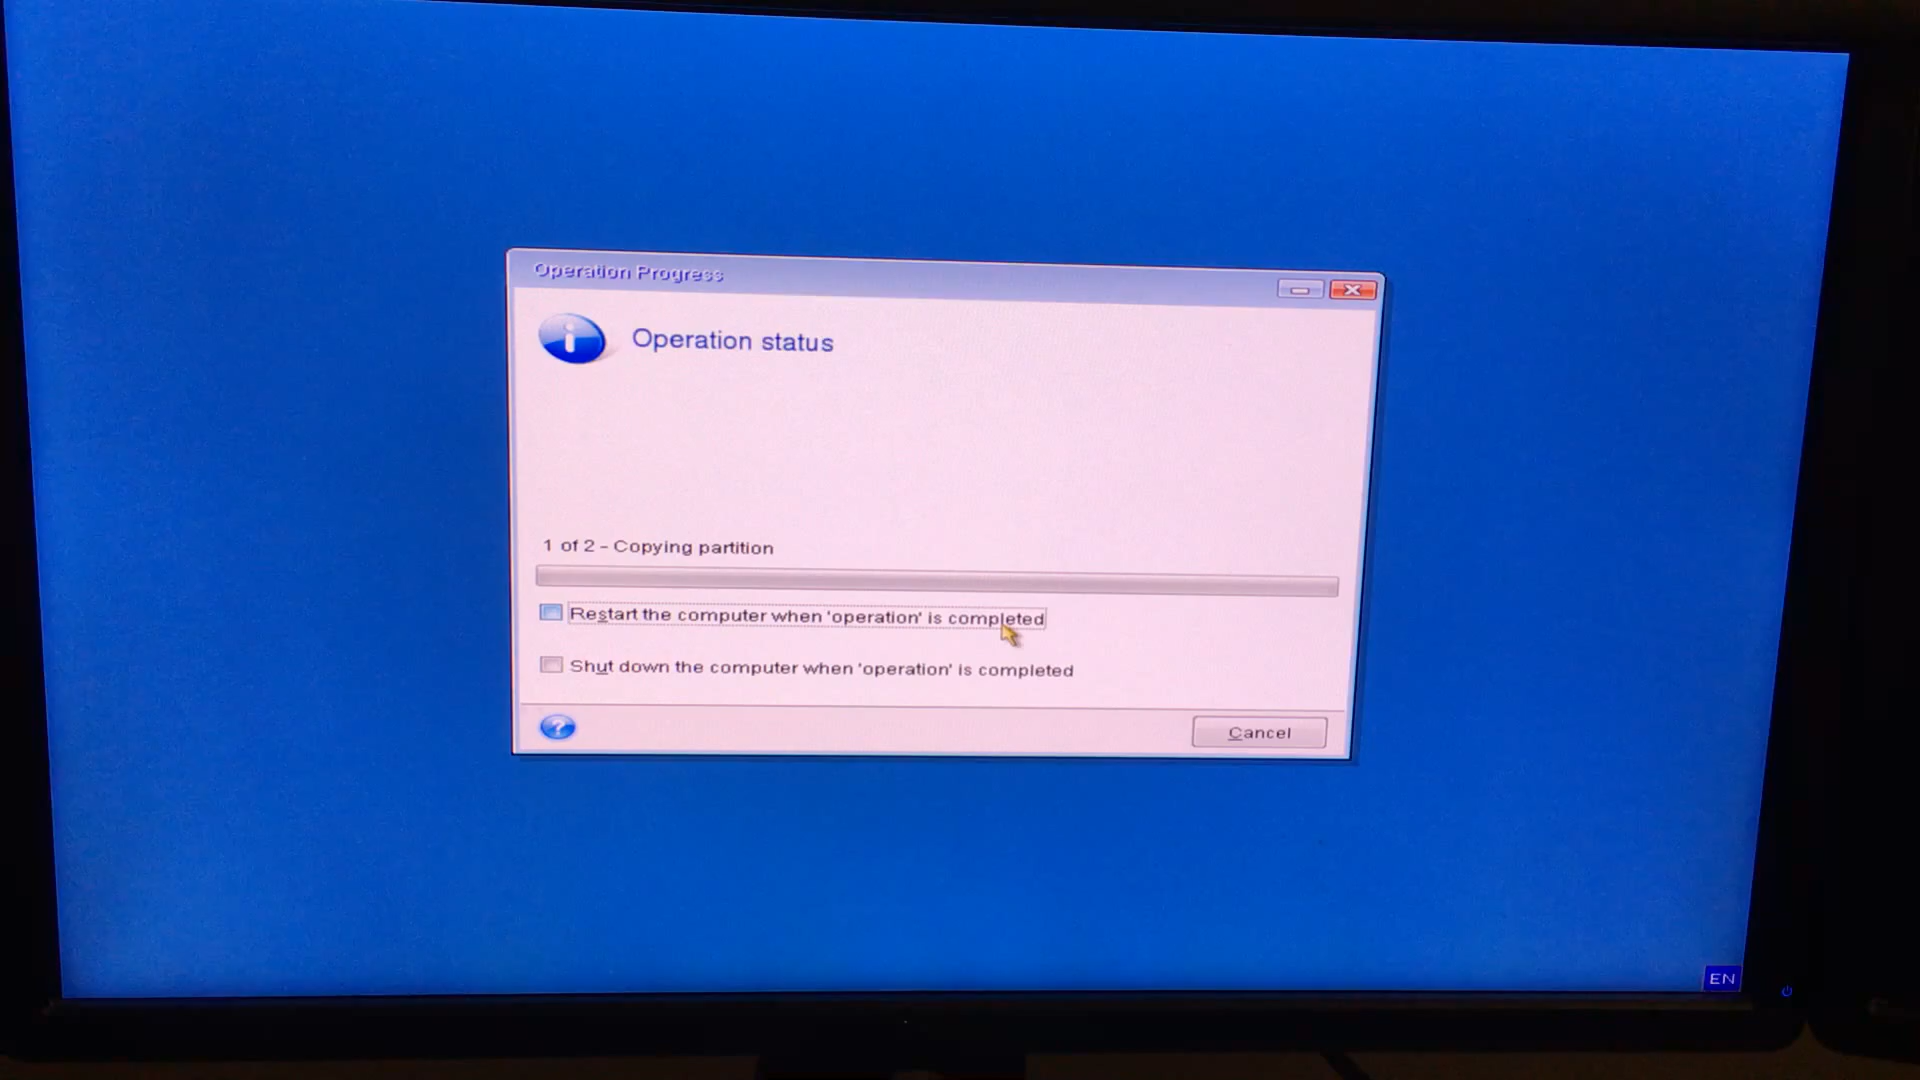 Operation Progress
Operation status
1 of 2 - Copying partition
Restart the computer when 'operation' is completed
Shut down the computer when 'operation' is completed
Cancel
EN